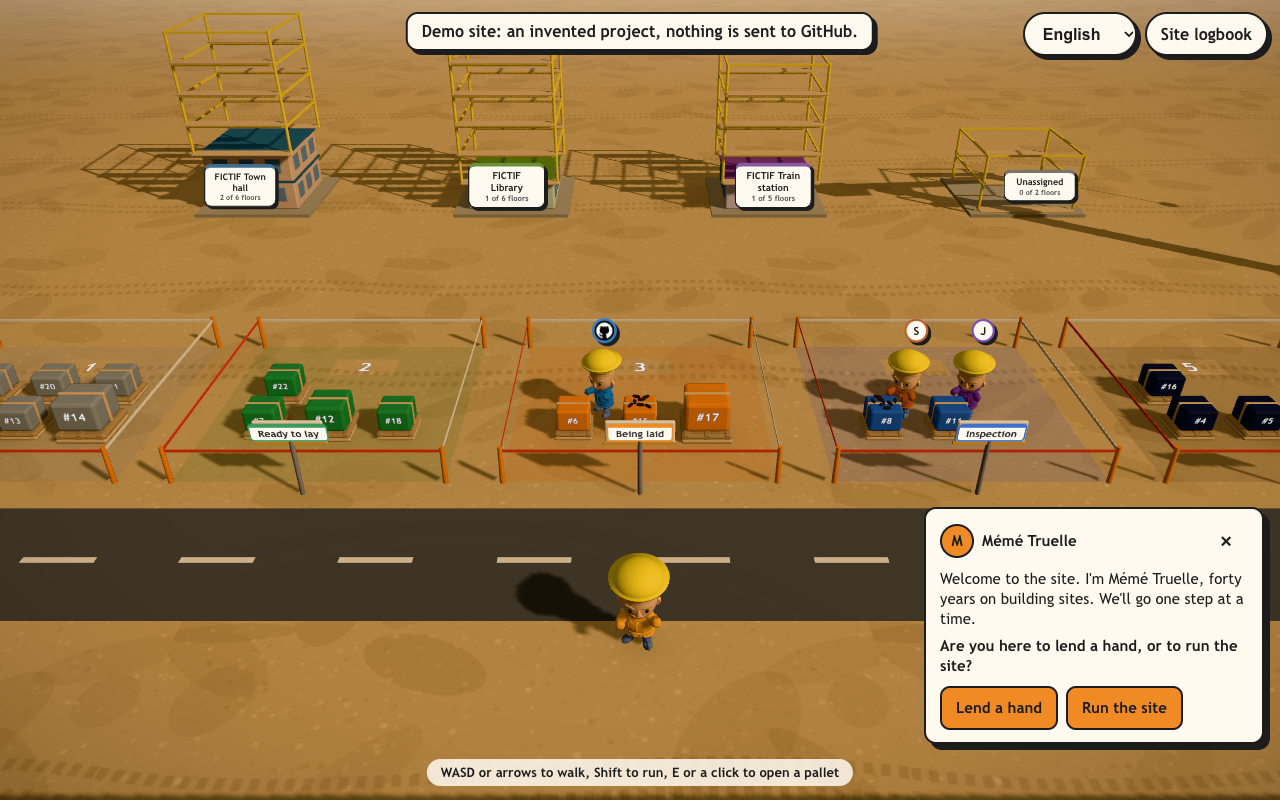 Demo site: an invented project, nothing is sent to GitHub.
English
Site logbook
FICTIF Town
hall
2 of 6 floors
FICTIF
Library
1 of 6 floors
FICTIF Train
station
1 of 5 floors
Unassigned
0 of 2 floors
S
J
1
2
3
5
#20
#13
#14
#22
#12
#18
Ready to lay
#6
#17
Being laid
#8
Inspection
#16
#4
#5
M
Mémé Truelle
×
Welcome to the site. I'm Mémé Truelle, forty
years on building sites. We'll go one step at a
time.
Are you here to lend a hand, or to run the
site?
Lend a hand
Run the site
WASD or arrows to walk, Shift to run, E or a click to open a pallet